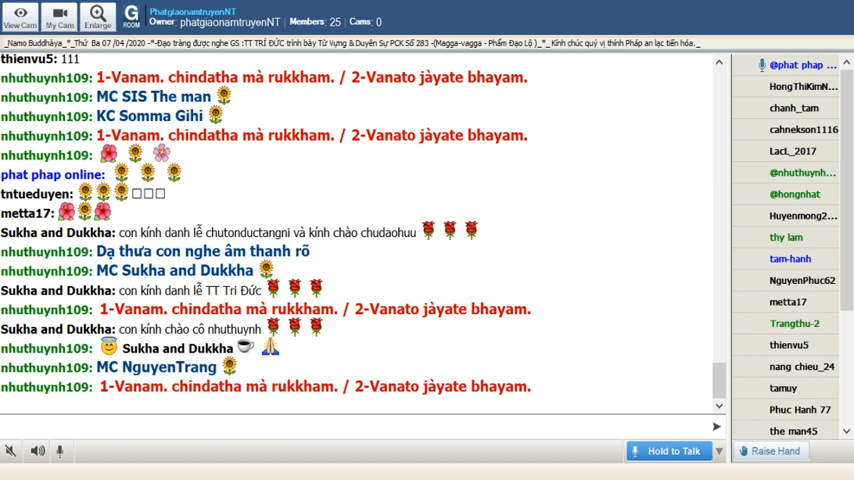 PhatgiaonamtruyenNT
Owner: phatgiaonamtruyenNT | Members: 25 | Cams: 0
View Cam
My Cam
Enlarge
G
ROOM
_Namo Buddhàya_*_Thứ Ba 07 /04 /2020 -*-Đạo tràng được nghe GS :TT TRÍ ĐỨC trình bày Từ Vựng & Duyên Sự PCK Số 283 -(Magga-vagga - Phẩm Đạo Lộ )_*_ Kính chúc quý vị thính Pháp an lạc tiến hóa._
thienvu5: 111
nhuthuynh109: 1-Vanam. chindatha mà rukkham. / 2-Vanato jàyate bhayam.
nhuthuynh109: MC SIS The man
nhuthuynh109: KC Somma Gihi
nhuthuynh109: 1-Vanam. chindatha mà rukkham. / 2-Vanato jàyate bhayam.
nhuthuynh109:
phat phap online:
tntueduyen:
metta17:
Sukha and Dukkha: con kính danh lễ chutonductangni và kính chào chudaohuu
nhuthuynh109: Dạ thưa con nghe âm thanh rõ
nhuthuynh109: MC Sukha and Dukkha
Sukha and Dukkha: con kính danh lễ TT Tri Đức
nhuthuynh109: 1-Vanam. chindatha mà rukkham. / 2-Vanato jàyate bhayam.
Sukha and Dukkha: con kính chào cô nhuthuynh
nhuthuynh109: Sukha and Dukkha
nhuthuynh109: MC NguyenTrang
nhuthuynh109: 1-Vanam. chindatha mà rukkham. / 2-Vanato jàyate bhayam.
@phat phap ...
HongThiKimN...
chanh_tam
cahnekson1116
LacL_2017
@nhuthuynh...
@hongnhat
Huyenmong2...
thy lam
tam-hanh
NguyenPhuc62
metta17
Trangthu-2
thienvu5
nang chieu_24
tamuy
Phuc Hanh 77
the man45
Hold to Talk
Raise Hand